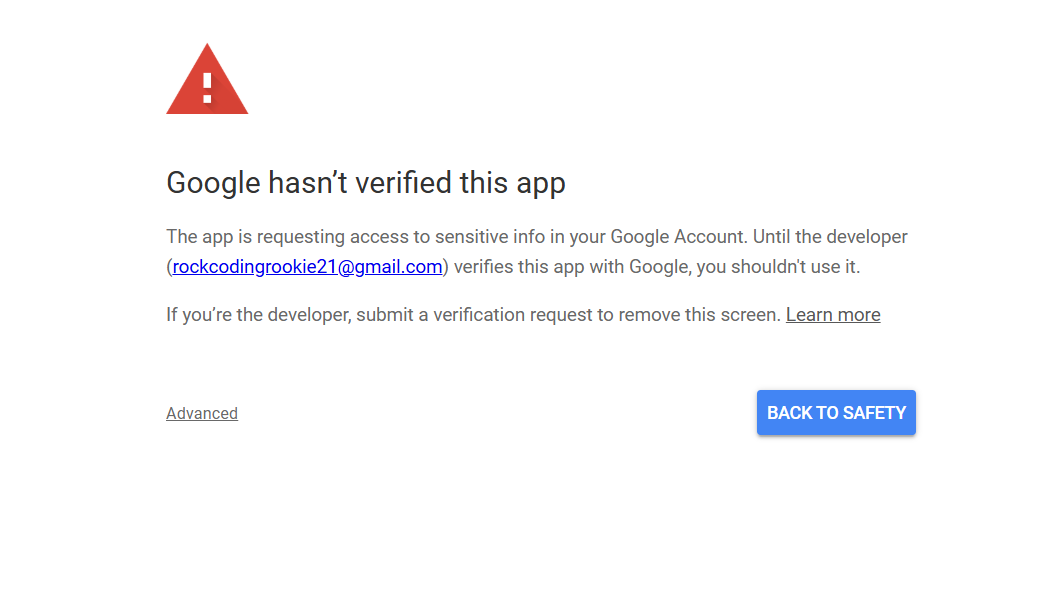 Google hasn’t verified this app
The app is requesting access to sensitive info in your Google Account. Until the developer
(rockcodingrookie21@gmail.com) verifies this app with Google, you shouldn't use it.
If you’re the developer, submit a verification request to remove this screen. Learn more
Advanced
BACK TO SAFETY